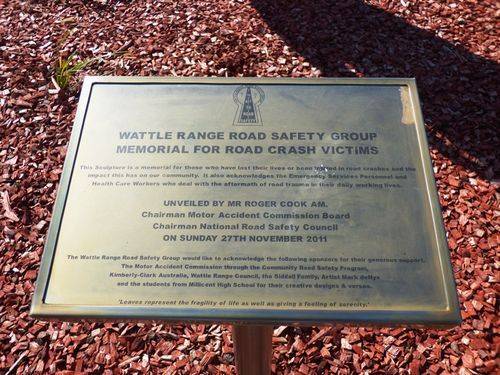 WATTLE RANGE ROAD SAFETY GROUP
MEMORIAL FOR ROAD CRASH VICTiMS
This Sculpture is a memorial for those who have lost their lives or been injured in road crashes and the
impact this has on our community. It also acknowledges the Emergency Services Personnel and
Health Care Workers who deal with the aftermath of road trauma in their daily working lives.
UNVEILED BY MR ROGER COOK AM.
Chairman Motor Accident Commission Board
Chairman National Road Safety Council
ON SUNDAY 27TH NOVEMBER 2011
The Wattle Range Road Safety Group would like to acknowledge the following sponsors for their generous support.
The Motor Accident Commission through the Community Road Safety Program,
Kimberly-Clark Australia, Wattle Range Council, the Siddall Family, Artist Mark deNys
and the students from Millicent High School for their creative designs & verses.
'Leaves represent the fragility of life as well as giving a feeling of serenity.'